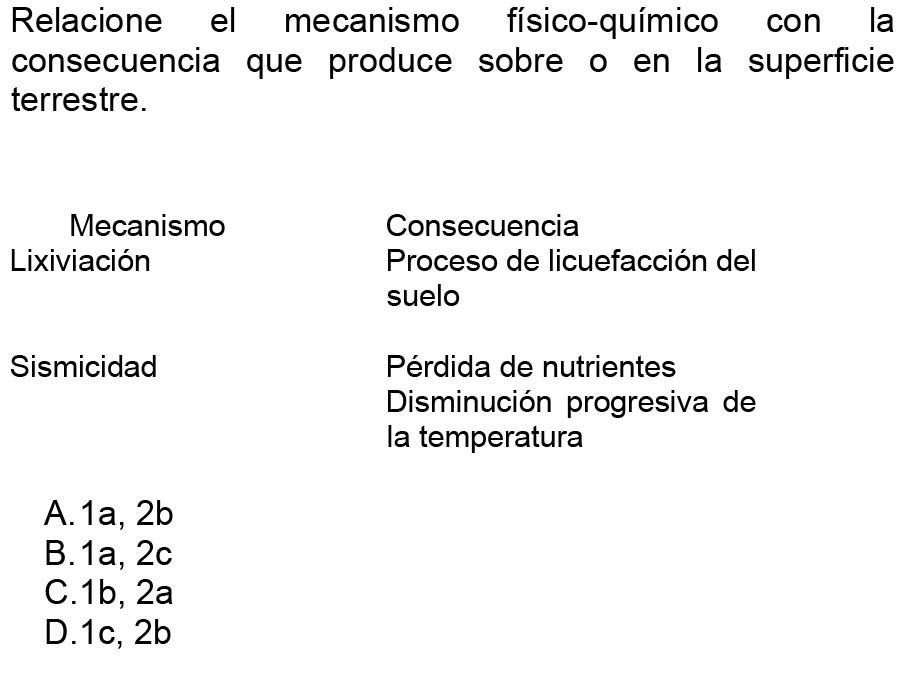 Relacione el mecanismo físico-químico con la
consecuencia que produce sobre o en la superficie
terrestre.
Mecanismo Consecuencia
Lixiviación Proceso de licuefacción del
suelo
Sismicidad Pérdida de nutrientes
Disminución progresiva de
la temperatura
A. 1a, 2b
B. 1a, 2c
C. 1b, 2a
D. 1c, 2b